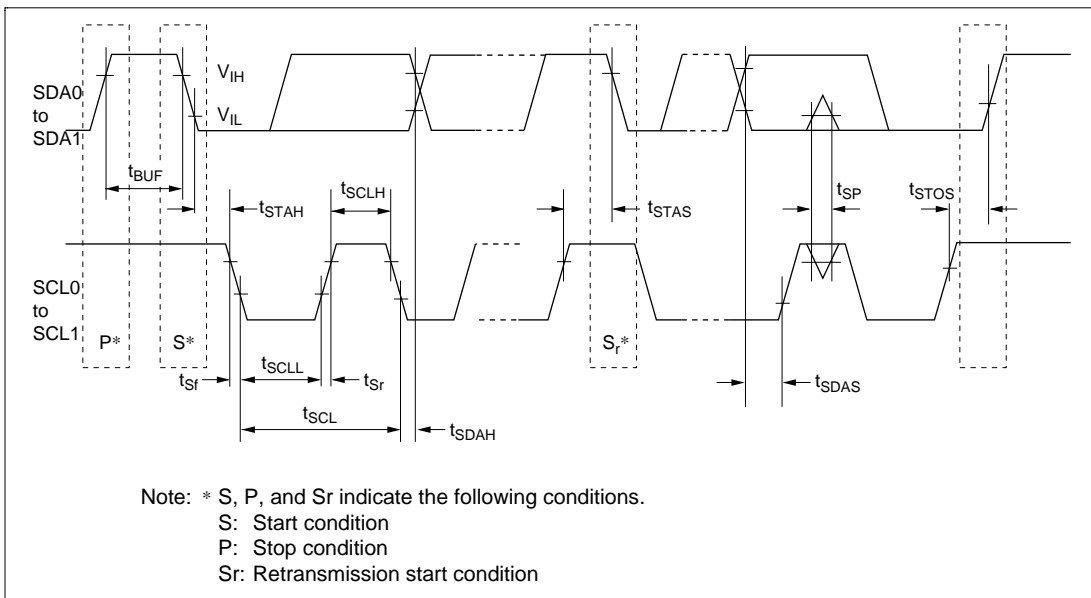 SDA0
to
SDA1
V_IH
V_IL
t_BUF
t_STAH
t_SCLH
t_STAS
t_SP
t_STOS
SCL0
to
SCL1
P*
S*
S_r*
t_Sf
t_SCLL
t_Sr
t_SDAS
t_SCL
t_SDAH
Note: * S, P, and Sr indicate the following conditions.
S: Start condition
P: Stop condition
Sr: Retransmission start condition